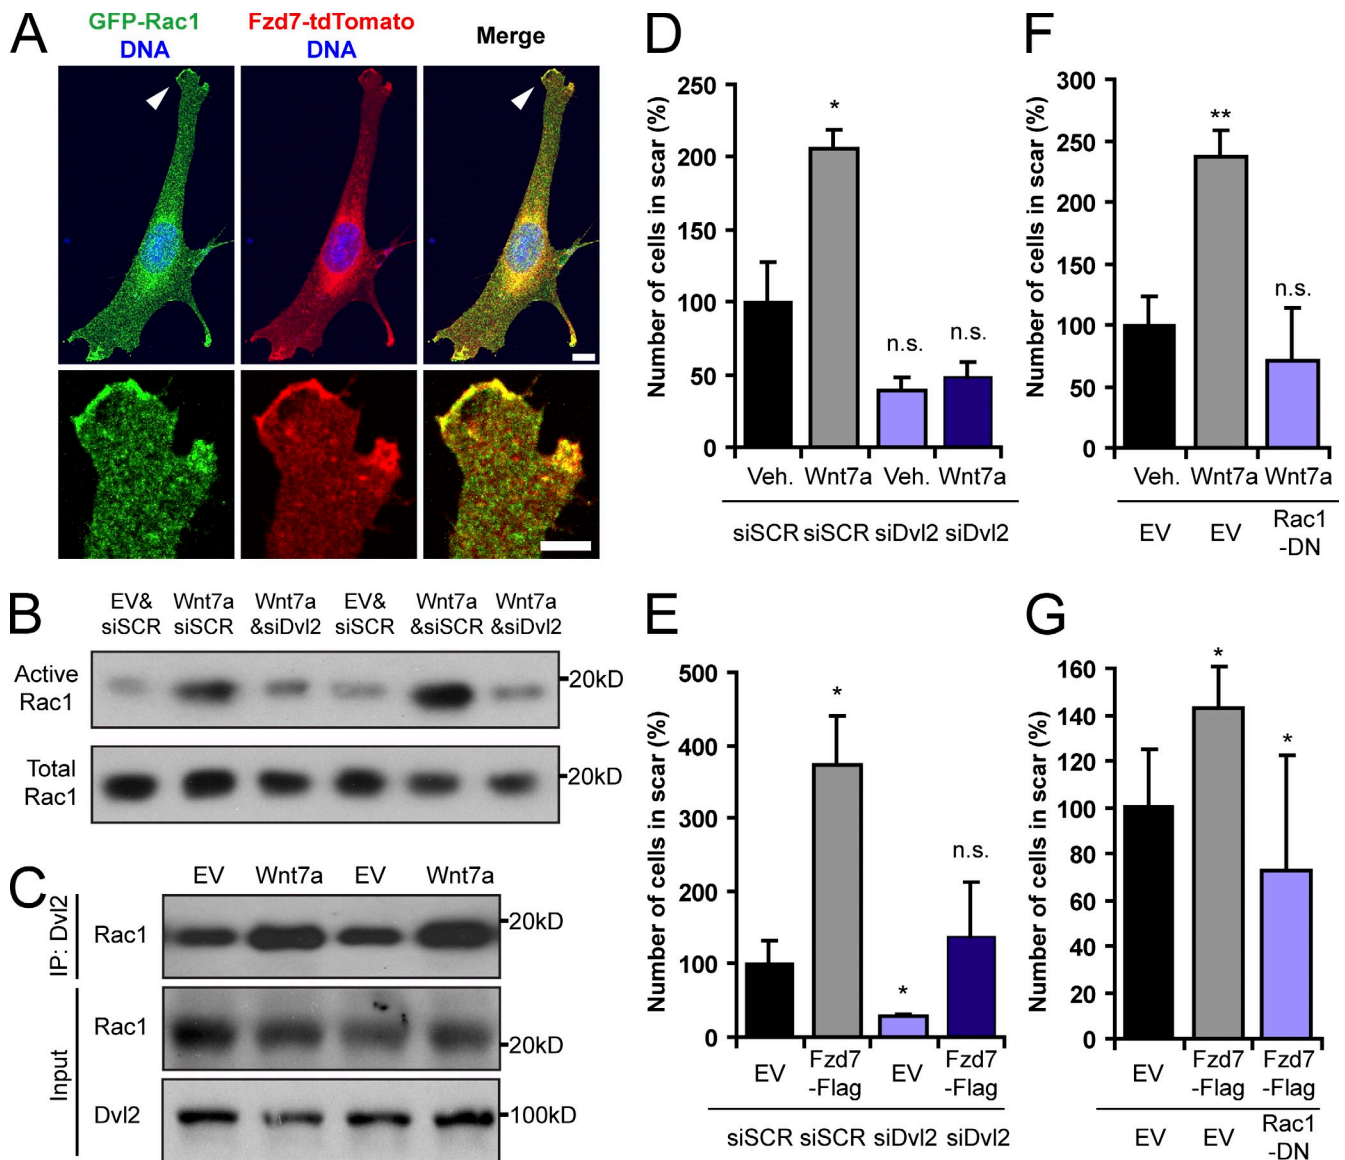 A
GFP-Rac1
DNA
Fzd7-tdTomato
DNA
Merge
B
EV&
siSCR
Wnt7a
siSCR
Wnt7a
&siDvl2
EV&
siSCR
Wnt7a
&siSCR
Wnt7a
&siDvl2
Active
Rac1
20kD
Total
Rac1
20kD
C
EV Wnt7a EV Wnt7a
IP: Dvl2
Rac1
20kD
Input
Rac1
20kD
Dvl2
100kD
D
Number of cells in scar (%)
250
200
150
100
50
0
*
n.s.
n.s.
Veh. Wnt7a Veh. Wnt7a
siSCR siSCR siDvl2 siDvl2
E
Number of cells in scar (%)
500
400
300
200
100
0
*
*
n.s.
EV
Fzd7
-Flag
EV
Fzd7
-Flag
siSCR siSCR siDvl2 siDvl2
F
Number of cells in scar (%)
300
250
200
150
100
50
0
**
n.s.
Veh. Wnt7a Wnt7a
EV
EV
Rac1
-DN
G
Number of cells in scar (%)
160
140
120
100
80
60
40
20
0
*
*
EV
Fzd7
-Flag
Fzd7
-Flag
EV
EV
Rac1
-DN